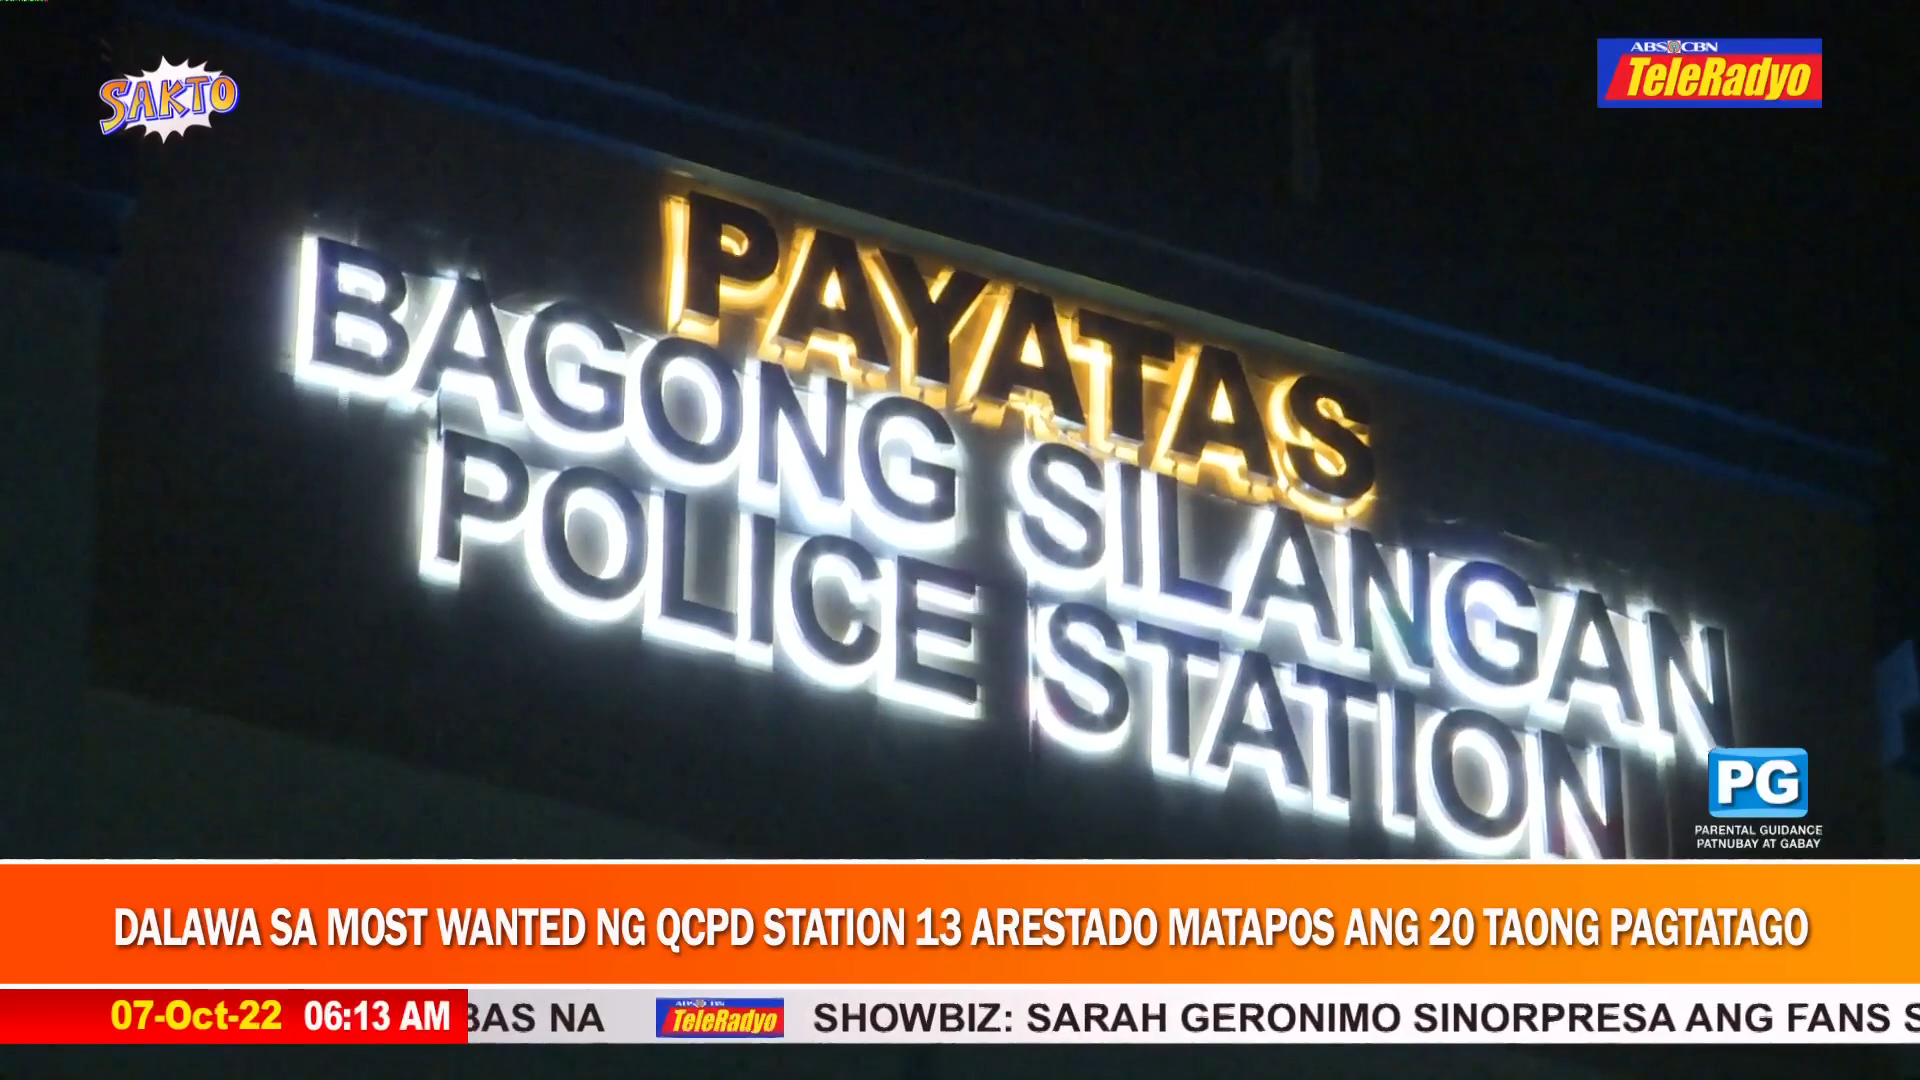 SAKTO
ABS-CBN
TeleRadyo
PAYATAS
BAGONG SILANGAN
POLICE STATION
PG
PARENTAL GUIDANCE
PATNUBAY AT GABAY
DALAWA SA MOST WANTED NG QCPD STATION 13 ARESTADO MATAPOS ANG 20 TAONG PAGTATAGO
07-Oct-22 06:13 AM BAS NA ABS-CBN TeleRadyo SHOWBIZ: SARAH GERONIMO SINORPRESA ANG FANS S